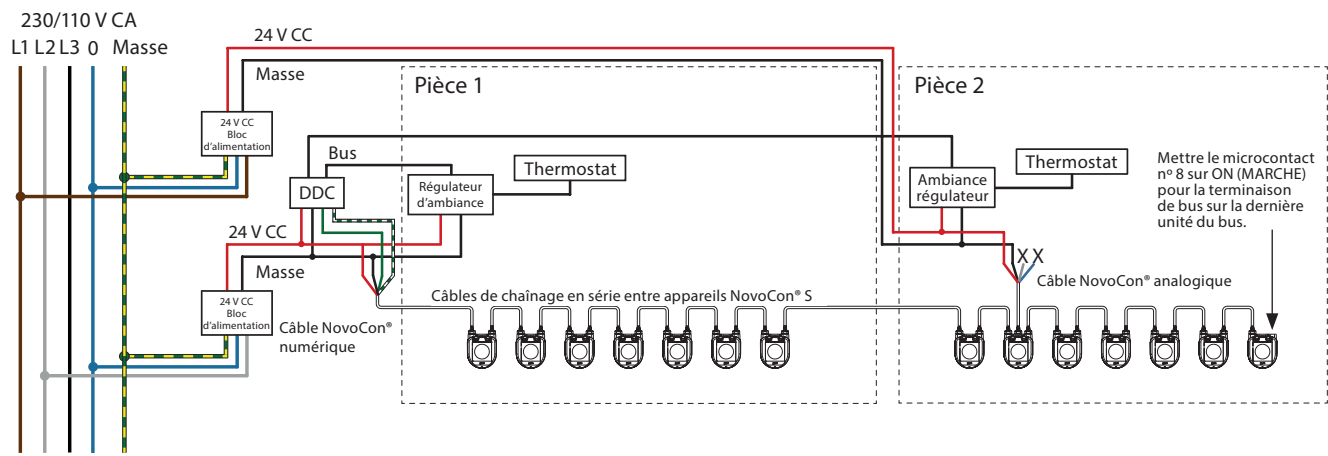 230/110 V CA
L1 L2 L3 0 Masse
24 V CC
Masse
Pièce 1
Pièce 2
24 V CC
Bloc
d'alimentation
Bus
DDC
Régulateur
d'ambiance
Thermostat
Ambiance
régulateur
Thermostat
Mettre le microcontact
nº 8 sur ON (MARCHE)
pour la terminaison
de bus sur la dernière
unité du bus.
24 V CC
Masse
X X
24 V CC
Bloc
d'alimentation
Câble NovoCon®
numérique
Câbles de chaînage en série entre appareils NovoCon® S
Câble NovoCon® analogique